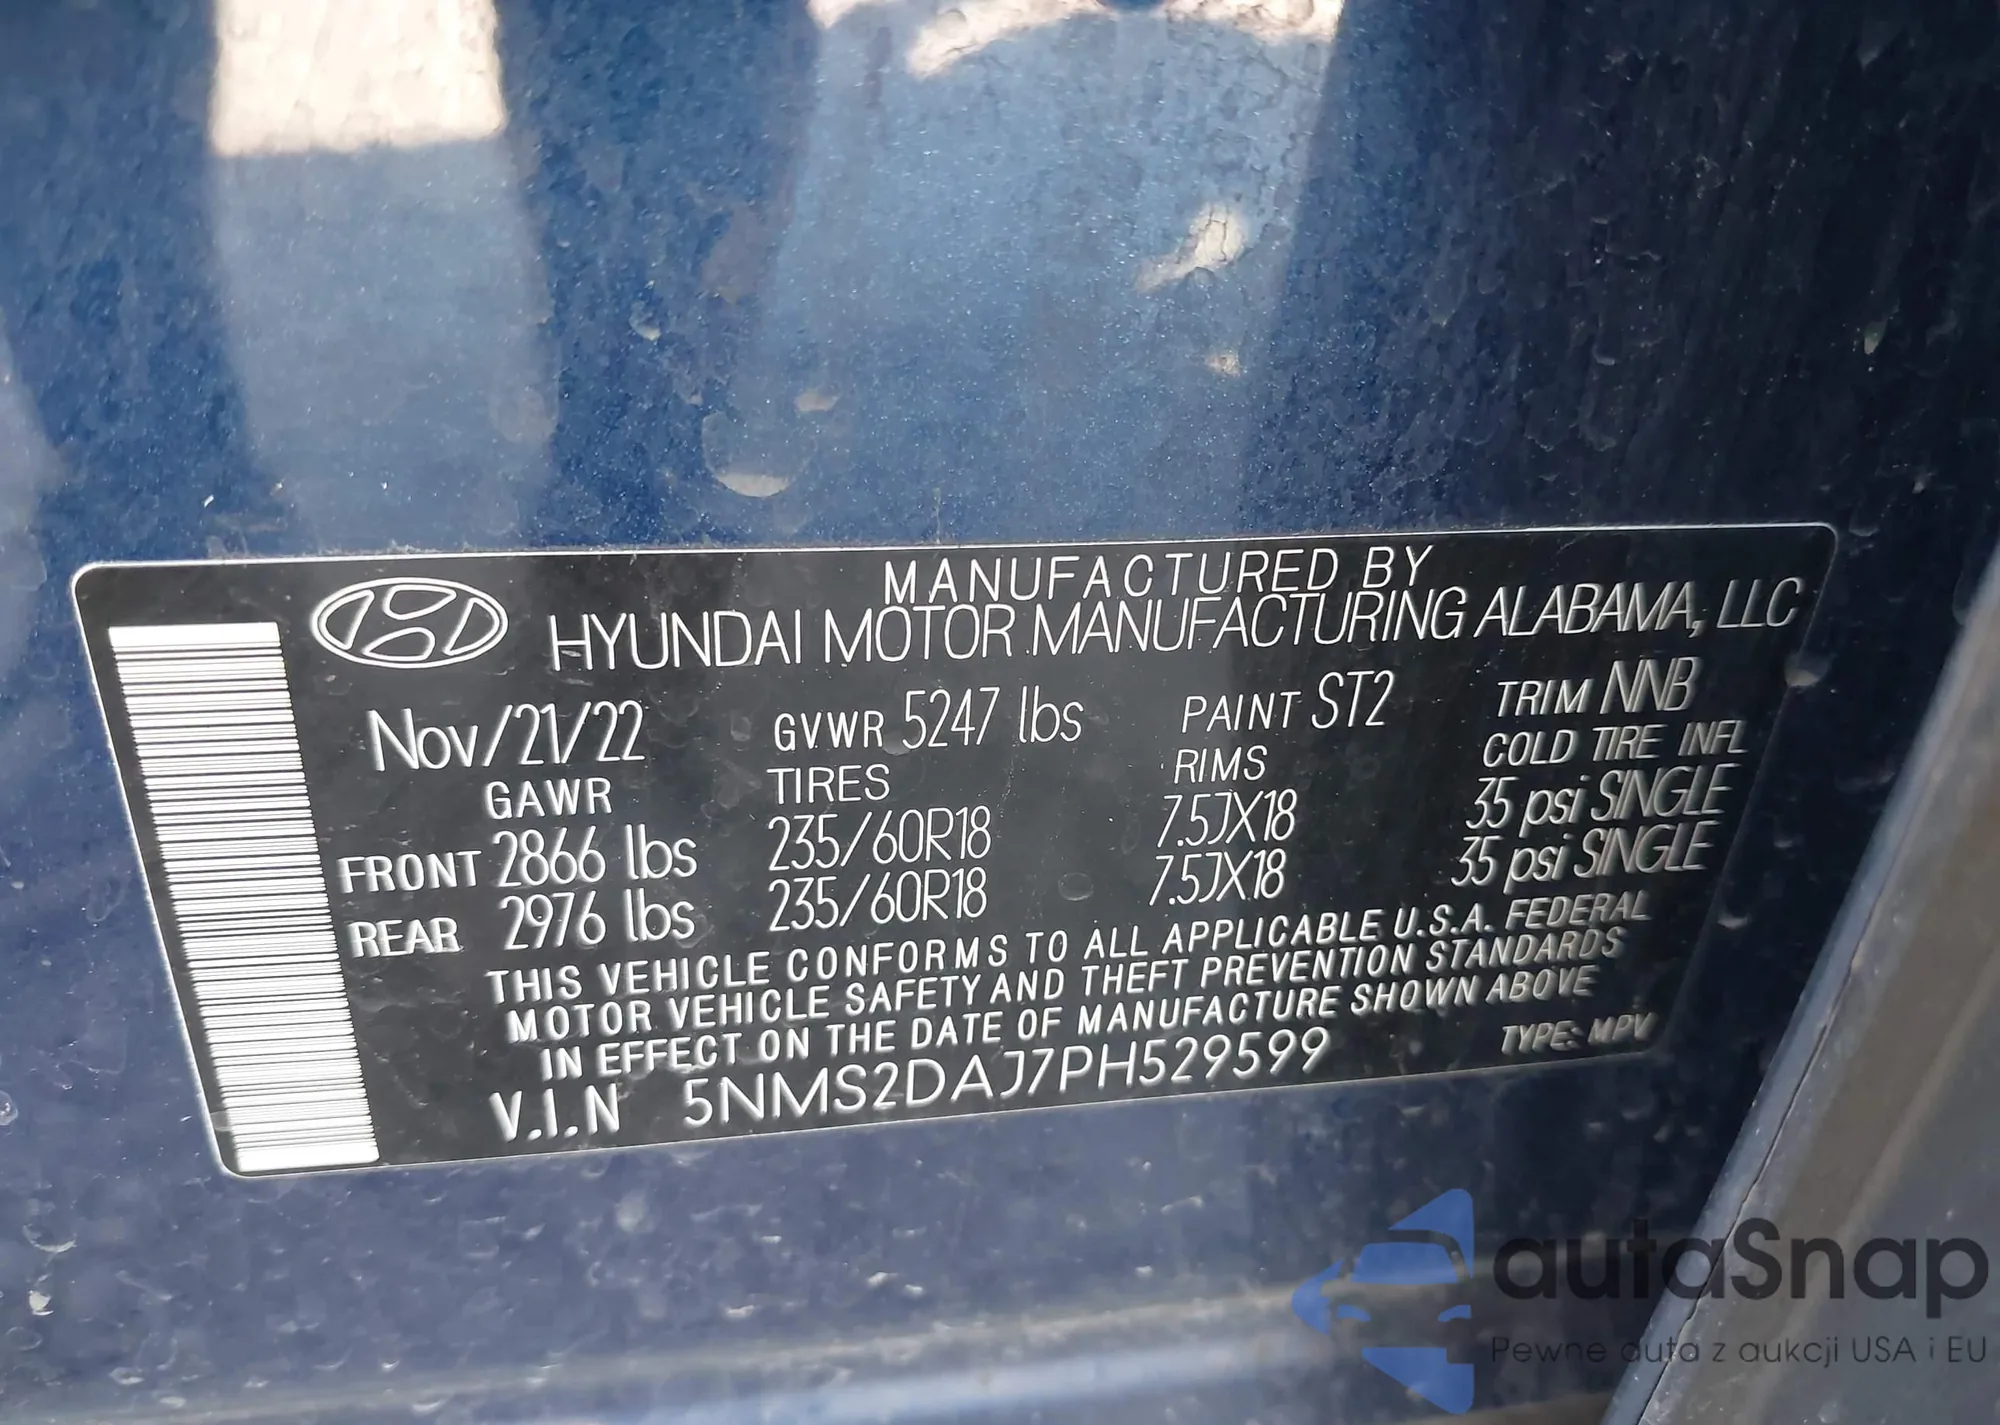 MANUFACTURED BY
HYUNDAI MOTOR MANUFACTURING ALABAMA, LLC
Nov/21/22 GVWR 5247 lbs PAINT ST2 TRIM NNB
GAWR TIRES RIMS COLD TIRE INFL
FRONT 2866 lbs 235/60R18 7.5JX18 35 psi SINGLE
REAR 2976 lbs 235/60R18 7.5JX18 35 psi SINGLE
THIS VEHICLE CONFORMS TO ALL APPLICABLE U.S.A. FEDERAL
MOTOR VEHICLE SAFETY AND THEFT PREVENTION STANDARDS
IN EFFECT ON THE DATE OF MANUFACTURE SHOWN ABOVE
V.I.N 5NMS2DAJ7PH529599 TYPE: MPV
autaSnap
Pewne auta z aukcji USA i EU